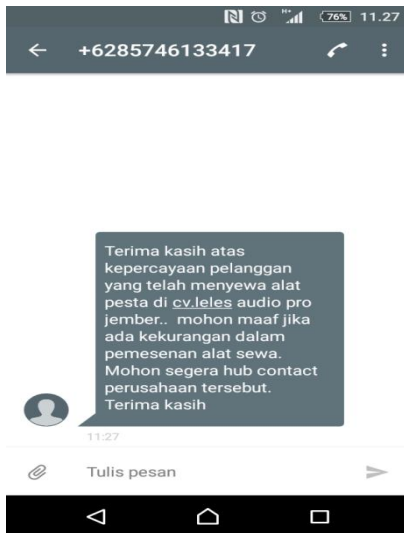 H+ 76% 11.27
+6285746133417
Terima kasih atas
kepercayaan pelanggan
yang telah menyewa alat
pesta di cv.leles audio pro
jember.. mohon maaf jika
ada kekurangan dalam
pemesenan alat sewa.
Mohon segera hub contact
perusahaan tersebut.
Terima kasih
11:27
Tulis pesan